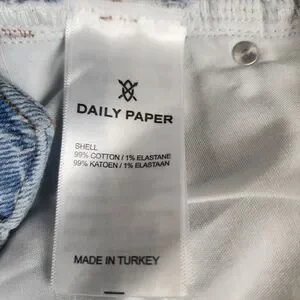 DAILY PAPER
SHELL
99% COTTON / 1% ELASTANE
99% KATOEN / 1% ELASTAAN
MADE IN TURKEY